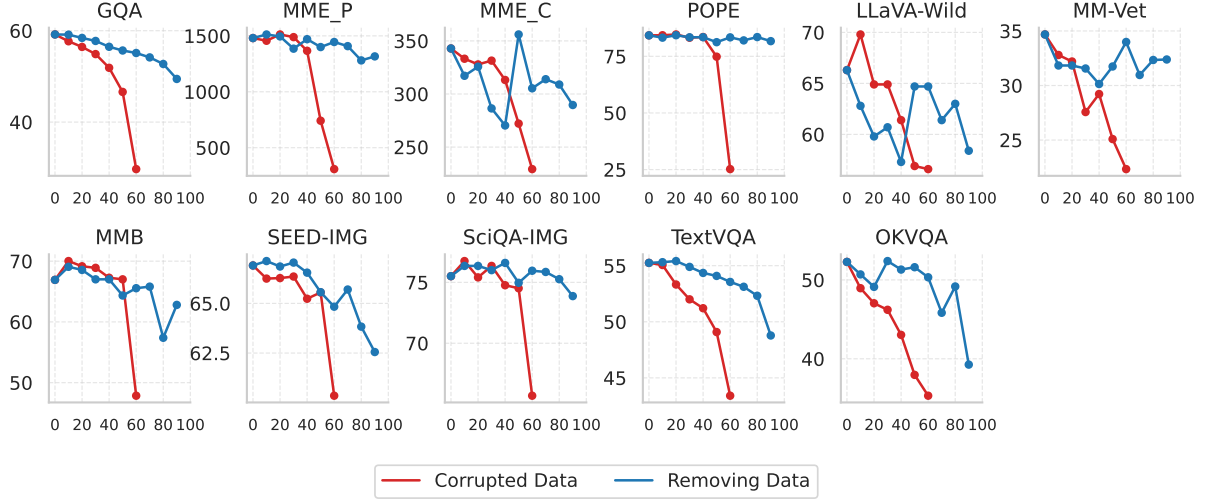 GQA
60
40
0 20 40 60 80 100
MME_P
1500
1000
500
0 20 40 60 80 100
MME_C
350
300
250
0 20 40 60 80 100
POPE
75
50
25
0 20 40 60 80 100
LLaVA-Wild
70
65
60
0 20 40 60 80 100
MM-Vet
35
30
25
0 20 40 60 80 100
MMB
70
60
50
0 20 40 60 80 100
SEED-IMG
65.0
62.5
0 20 40 60 80 100
SciQA-IMG
75
70
0 20 40 60 80 100
TextVQA
55
50
45
0 20 40 60 80 100
OKVQA
50
40
0 20 40 60 80 100
Corrupted Data
Removing Data